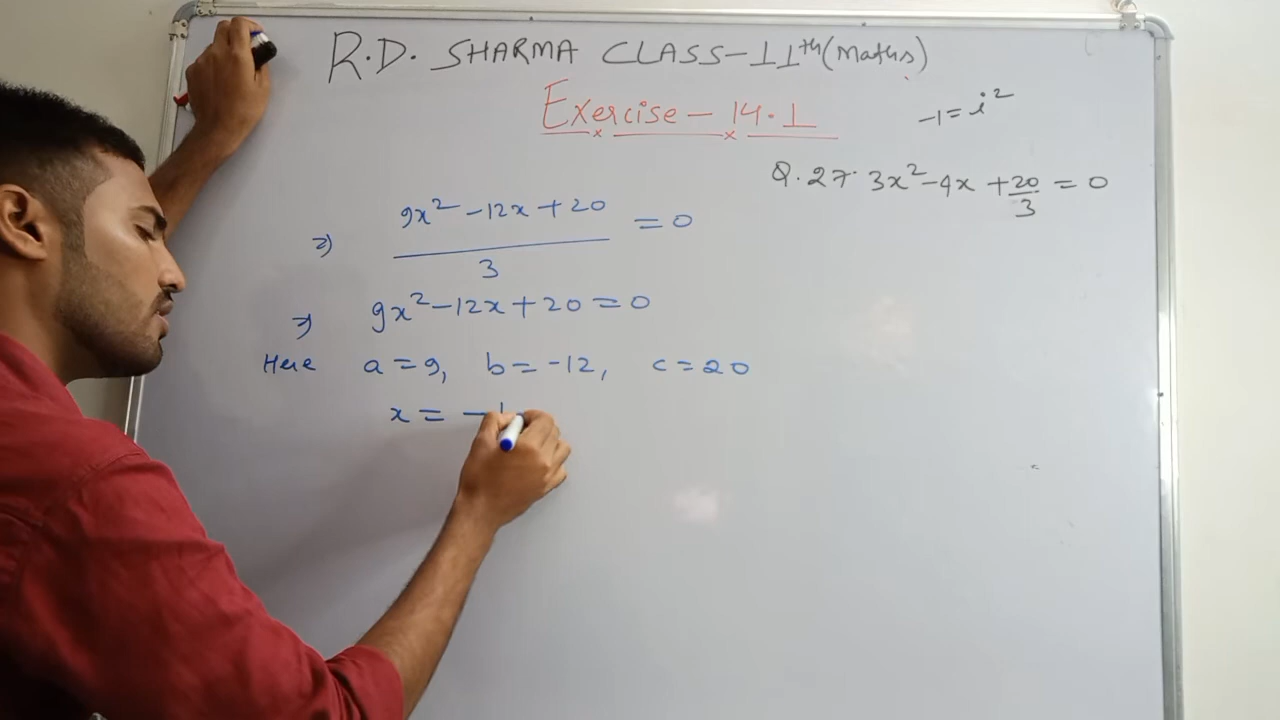 R.D. SHARMA CLASS-11th (Maths)
Exercise - 14.1
-1 = i²
Q. 27. 3x² - 4x + 20/3 = 0
⇒ (9x² - 12x + 20)/3 = 0
⇒ 9x² - 12x + 20 = 0
Here a = 9, b = -12, c = 20
x = -